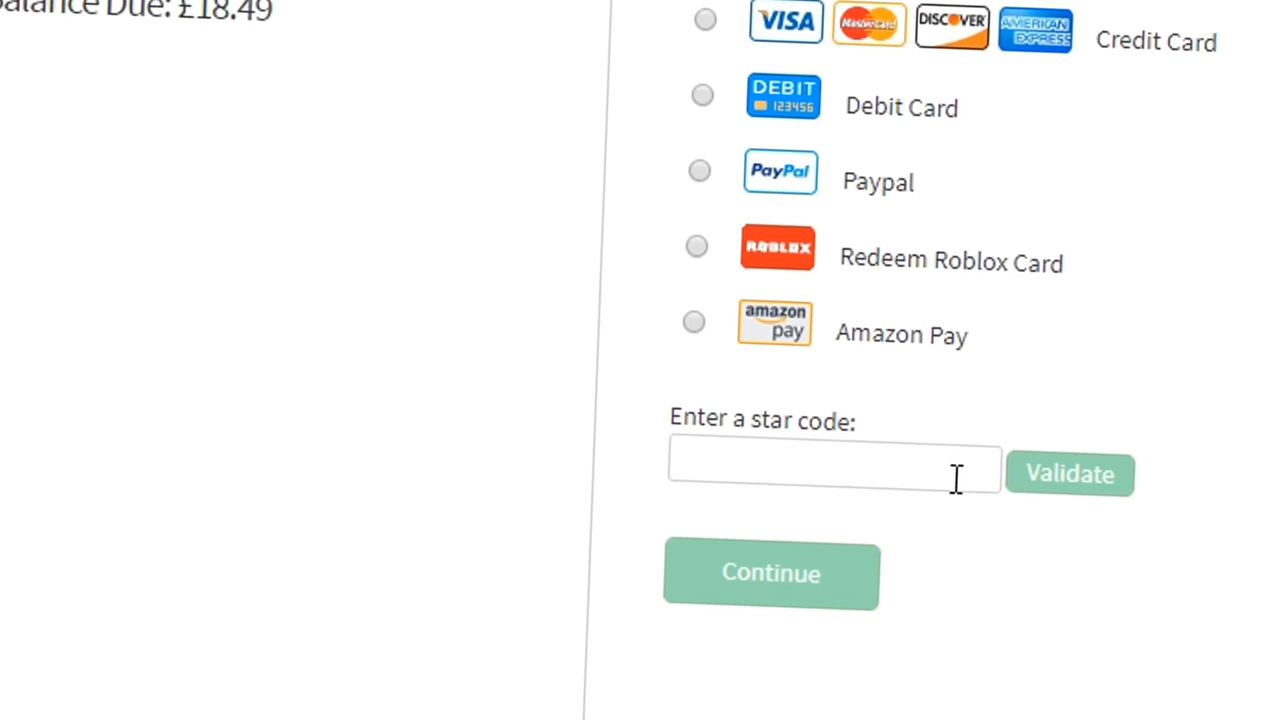 Balance Due: £18.49
VISA MasterCard DISCOVER AMERICAN EXPRESS Credit Card
DEBIT 123456 Debit Card
PayPal Paypal
ROBLOX Redeem Roblox Card
amazon pay Amazon Pay
Enter a star code:
Validate
Continue